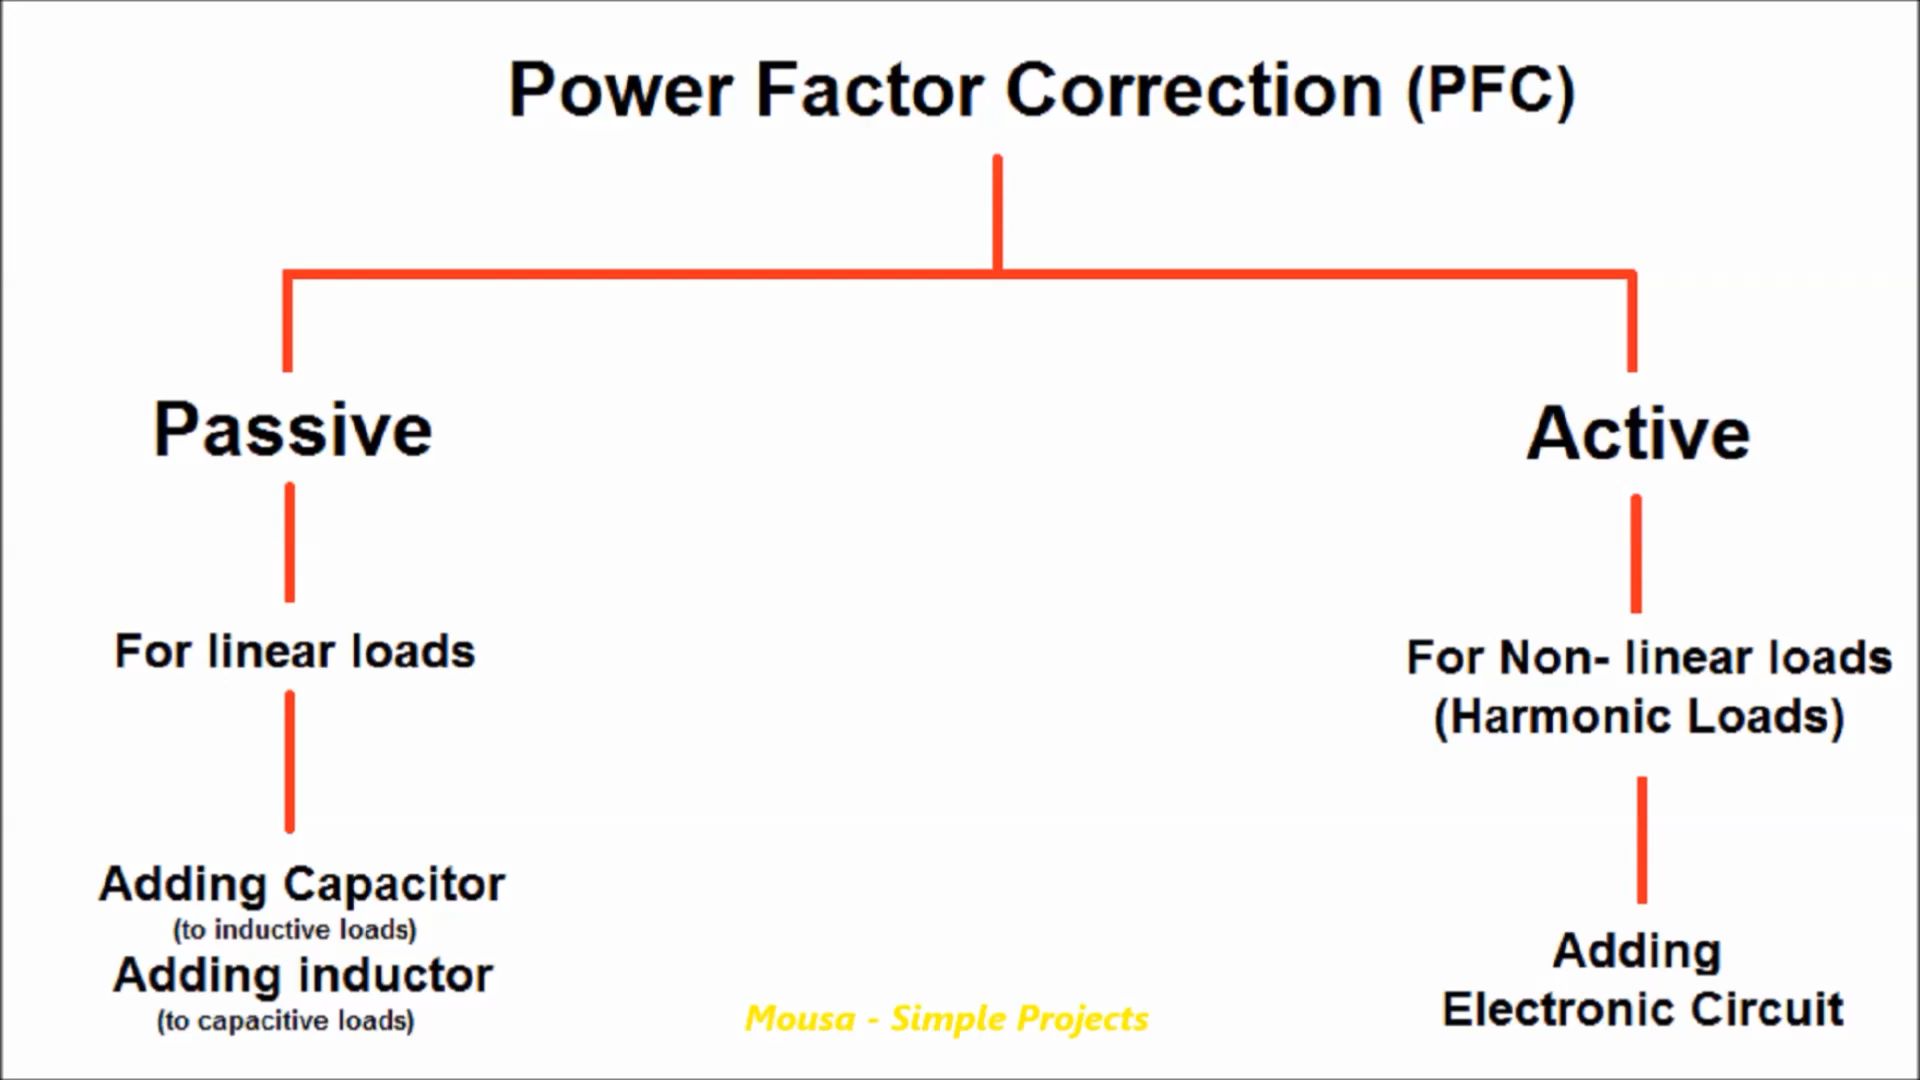 Power Factor Correction (PFC)
Passive
Active
For linear loads
For Non- linear loads
(Harmonic Loads)
Adding Capacitor
(to inductive loads)
Adding inductor
(to capacitive loads)
Adding
Electronic Circuit
Mousa - Simple Projects